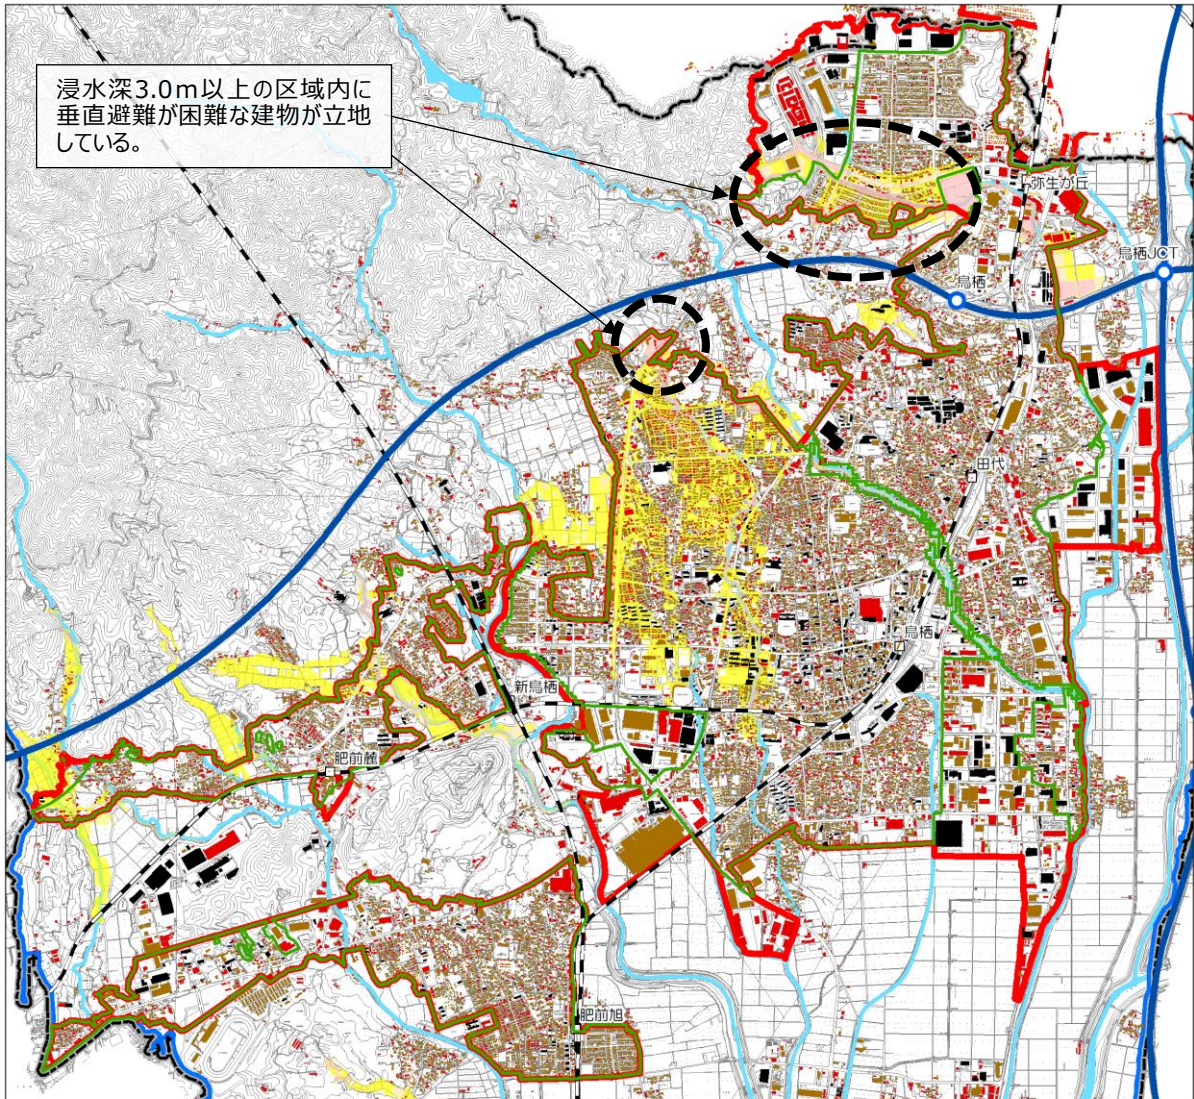 浸水深3.0m以上の区域内に
垂直避難が困難な建物が立地
している。
弥生が丘
鳥栖JCT
鳥栖
田代
鳥栖
新鳥栖
肥前麓
肥前旭